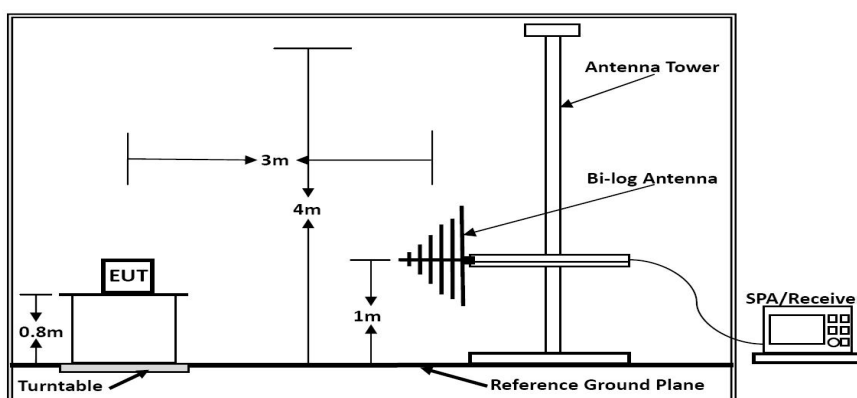 Antenna Tower
3m
Bi-log Antenna
4m
EUT
SPA/Receive
0.8m
1m
Turntable
Reference Ground Plane